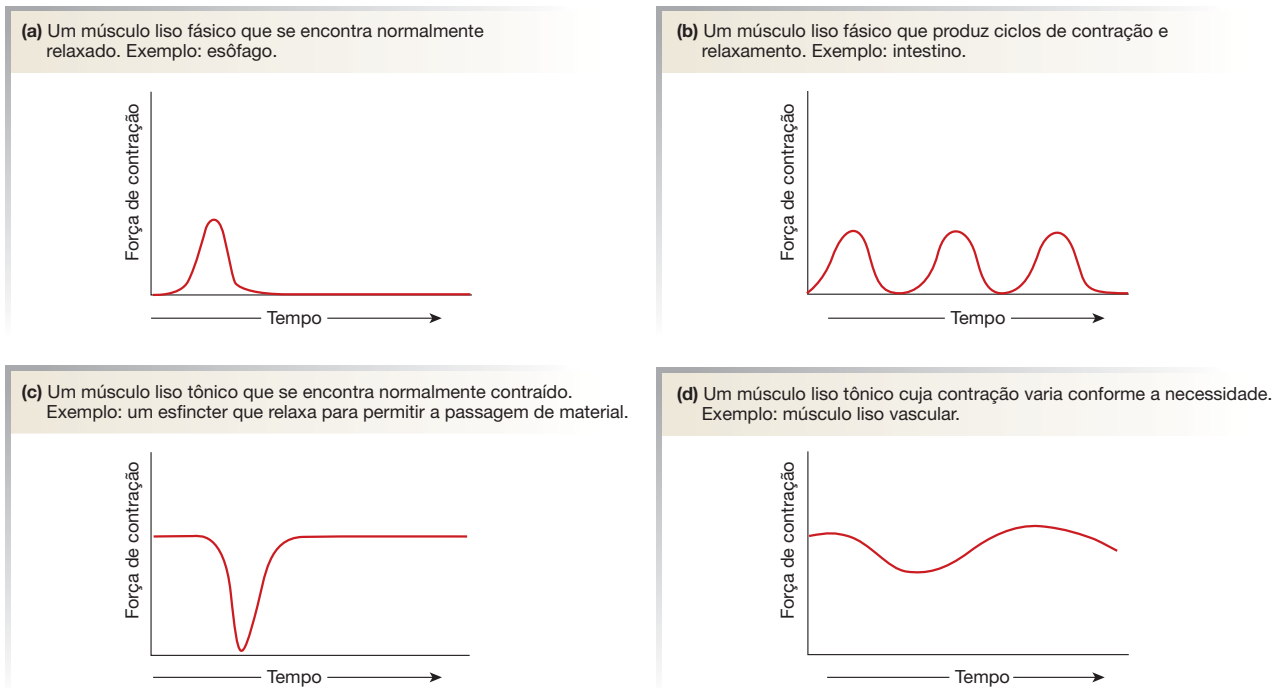 (a) Um músculo liso fásico que se encontra normalmente
relaxado. Exemplo: esôfago.
Força de contração
Tempo
(b) Um músculo liso fásico que produz ciclos de contração e
relaxamento. Exemplo: intestino.
Força de contração
Tempo
(c) Um músculo liso tônico que se encontra normalmente contraído.
Exemplo: um esfincter que relaxa para permitir a passagem de material.
Força de contração
Tempo
(d) Um músculo liso tônico cuja contração varia conforme a necessidade.
Exemplo: músculo liso vascular.
Força de contração
Tempo